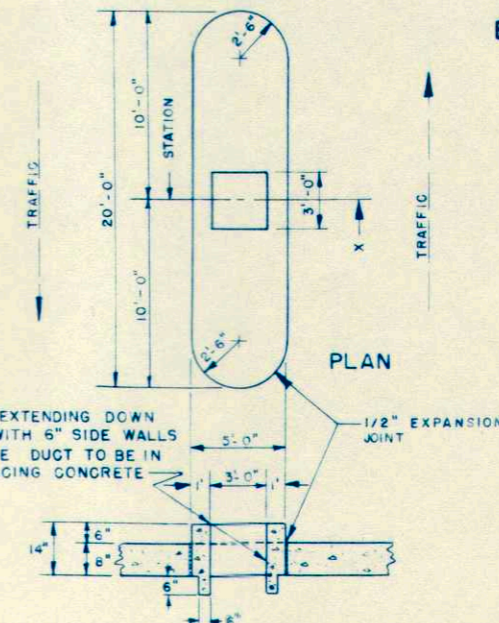 E
2'-6"
10'-0"
STATION
TRAFFIC
20'-0"
3'-0"
X
TRAFFIC
10'-0"
2'-6"
PLAN
EXTENDING DOWN
WITH 6" SIDE WALLS
E DUCT TO BE IN
CING CONCRETE
1/2" EXPANSION
JOINT
5'-0"
1' 3'-0" 1'
14"
6"
8"
6"
6"